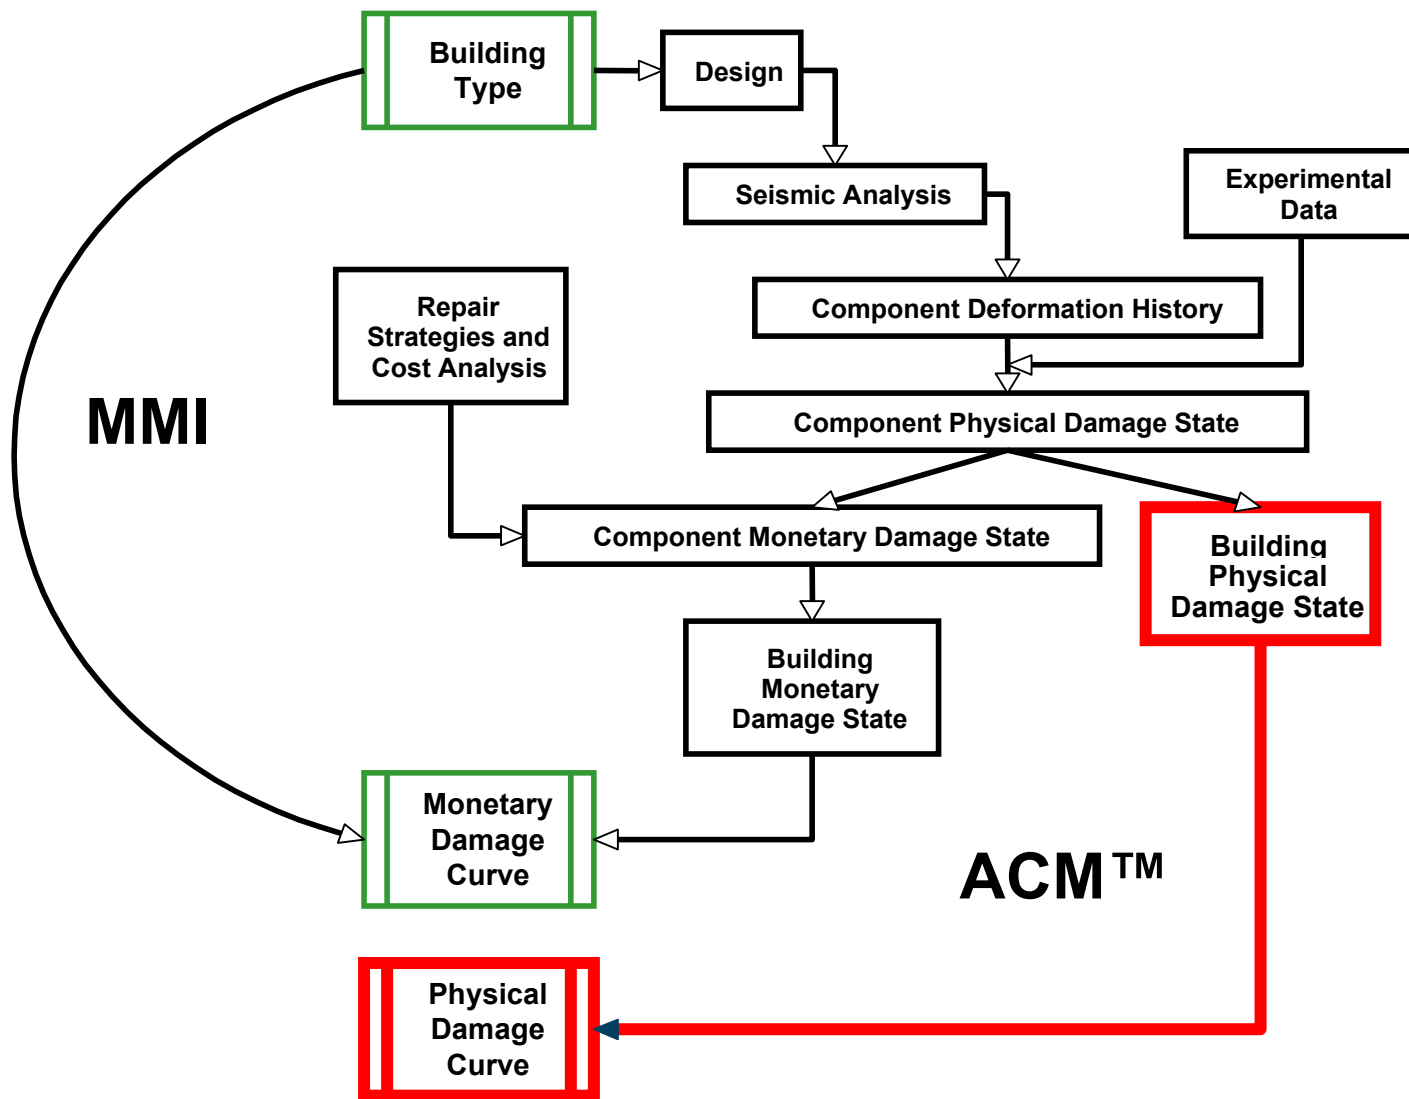 Building
Type
Design
Seismic Analysis
Experimental
Data
Component Deformation History
Repair
Strategies and
Cost Analysis
MMI
Component Physical Damage State
Component Monetary Damage State
Building
Physical
Damage State
Building
Monetary
Damage State
Monetary
Damage
Curve
ACM™
Physical
Damage
Curve